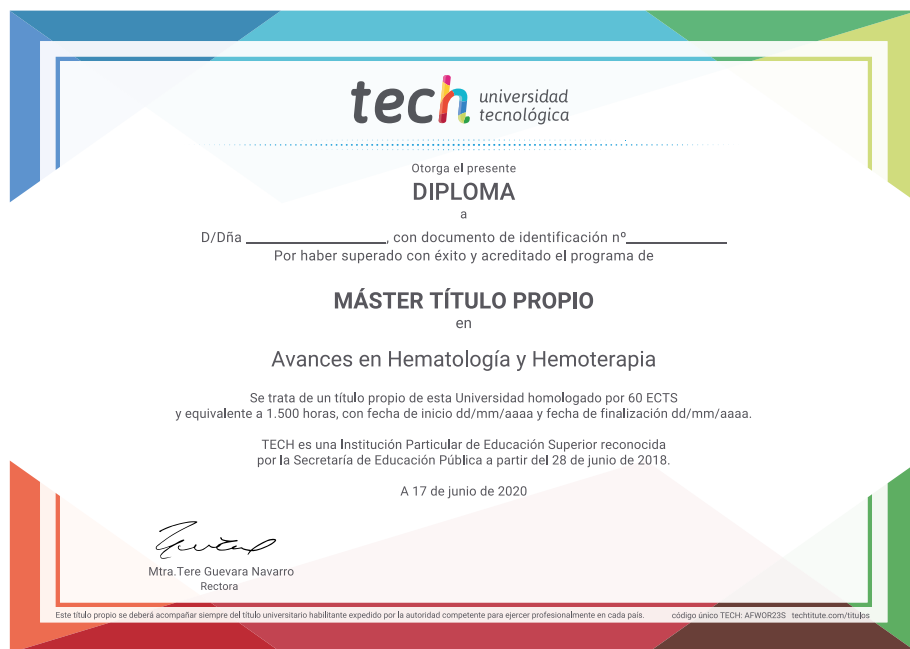 tech universidad
tecnológica
Otorga el presente
DIPLOMA
a
D/Dña ____________________, con documento de identificación nº______________
Por haber superado con éxito y acreditado el programa de
MÁSTER TÍTULO PROPIO
en
Avances en Hematología y Hemoterapia
Se trata de un título propio de esta Universidad homologado por 60 ECTS
y equivalente a 1.500 horas, con fecha de inicio dd/mm/aaaa y fecha de finalización dd/mm/aaaa.
TECH es una Institución Particular de Educación Superior reconocida
por la Secretaría de Educación Pública a partir del 28 de junio de 2018.
A 17 de junio de 2020
Mtra.Tere Guevara Navarro
Rectora
Este título propio se deberá acompañar siempre del título universitario habilitante expedido por la autoridad competente para ejercer profesionalmente en cada país. código único TECH: AFWOR23S techtitute.com/titulos